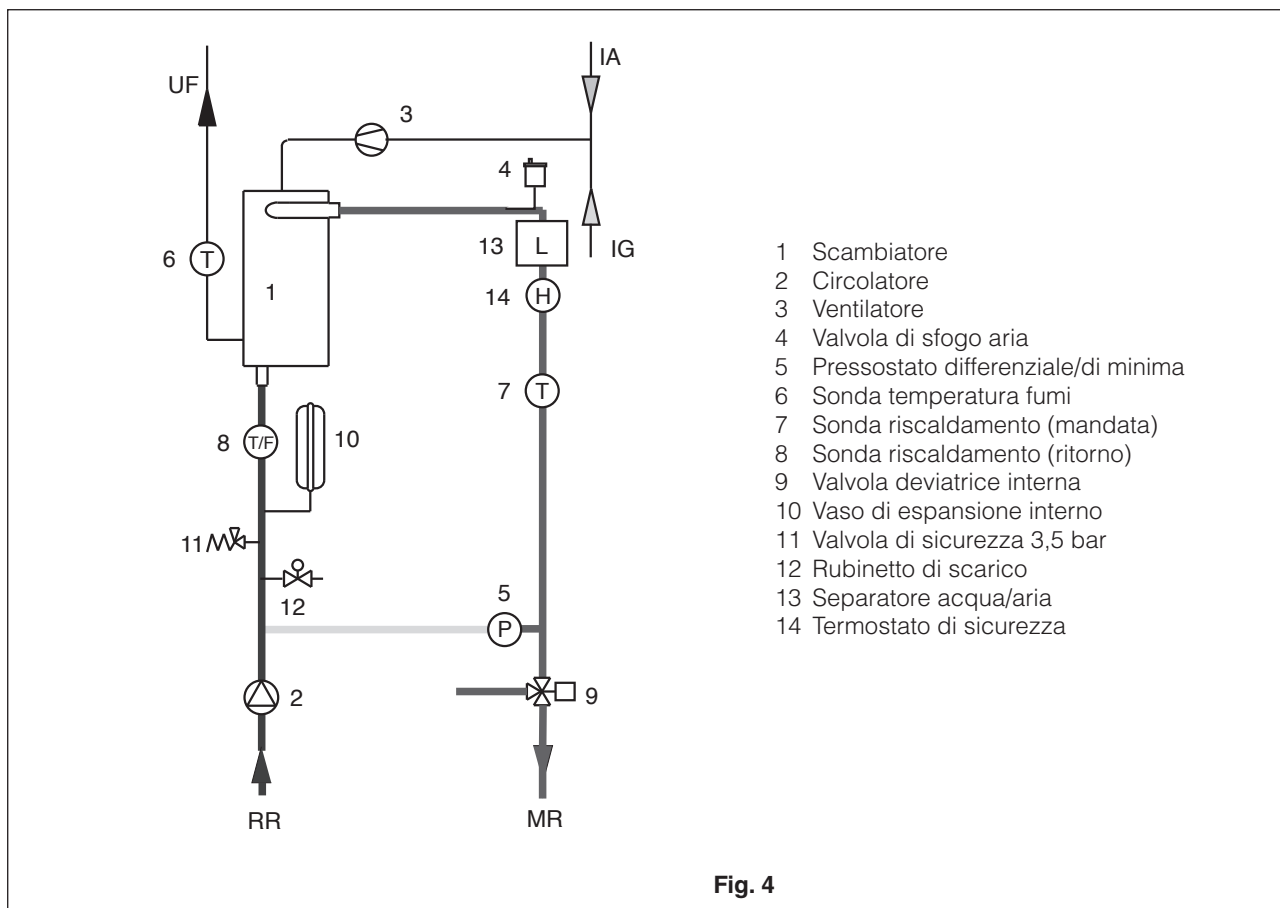 UF
IA
3
4
13
L
IG
6
T
1
14
H
7
T
8
T/F
10
11
12
5
P
2
9
RR
MR
1 Scambiatore
2 Circolatore
3 Ventilatore
4 Valvola di sfogo aria
5 Pressostato differenziale/di minima
6 Sonda temperatura fumi
7 Sonda riscaldamento (mandata)
8 Sonda riscaldamento (ritorno)
9 Valvola deviatrice interna
10 Vaso di espansione interno
11 Valvola di sicurezza 3,5 bar
12 Rubinetto di scarico
13 Separatore acqua/aria
14 Termostato di sicurezza
Fig. 4